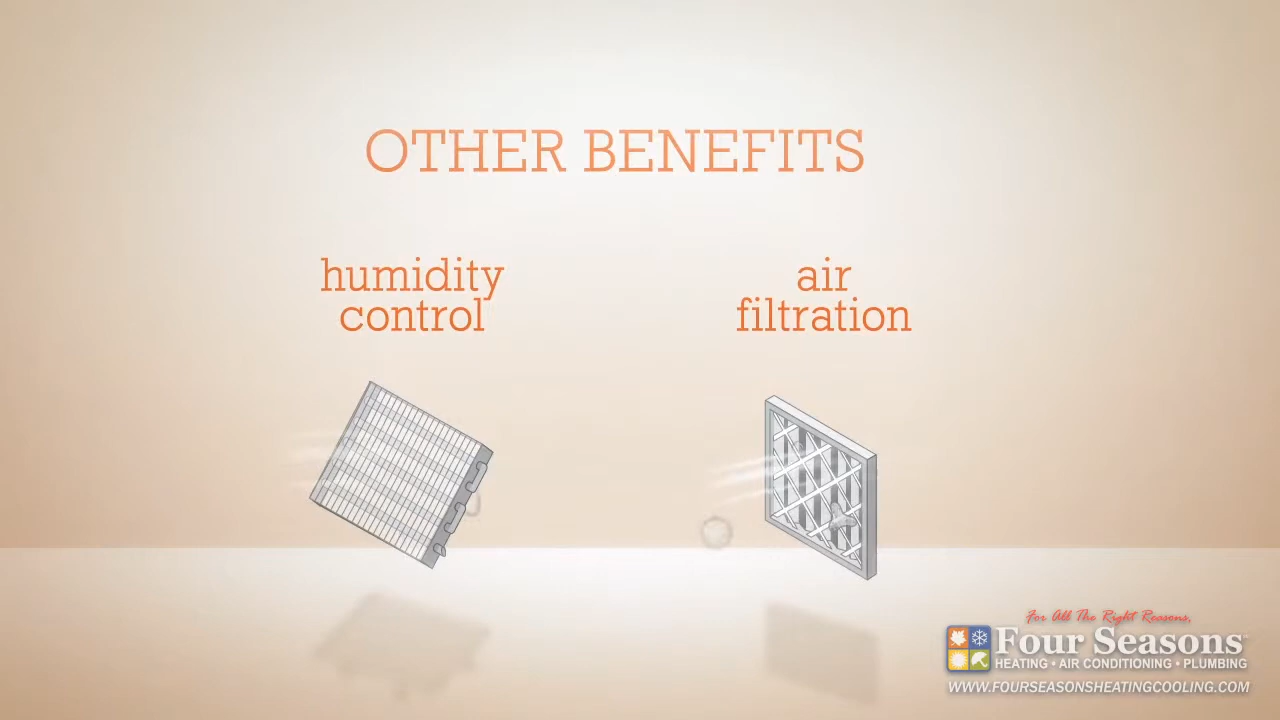 OTHER BENEFITS
humidity
control
air
filtration
For All The Right Reasons,
Four Seasons
HEATING • AIR CONDITIONING • PLUMBING
WWW.FOURSEASONSHEATINGCOOLING.COM